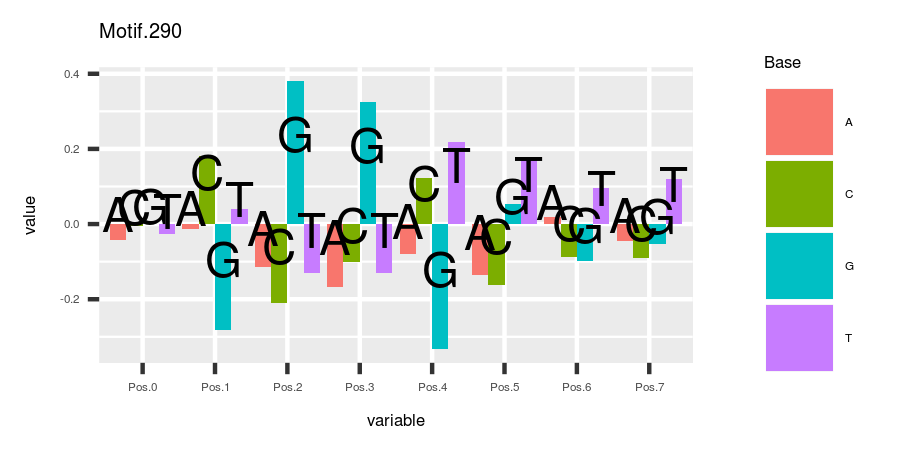 Motif.290
Base
A
C
G
T
value
0.4
0.2
0.0
-0.2
A C G T A C G T A C G T A C G T A C G T A C G T A C G T A C G T
Pos.0 Pos.1 Pos.2 Pos.3 Pos.4 Pos.5 Pos.6 Pos.7
variable